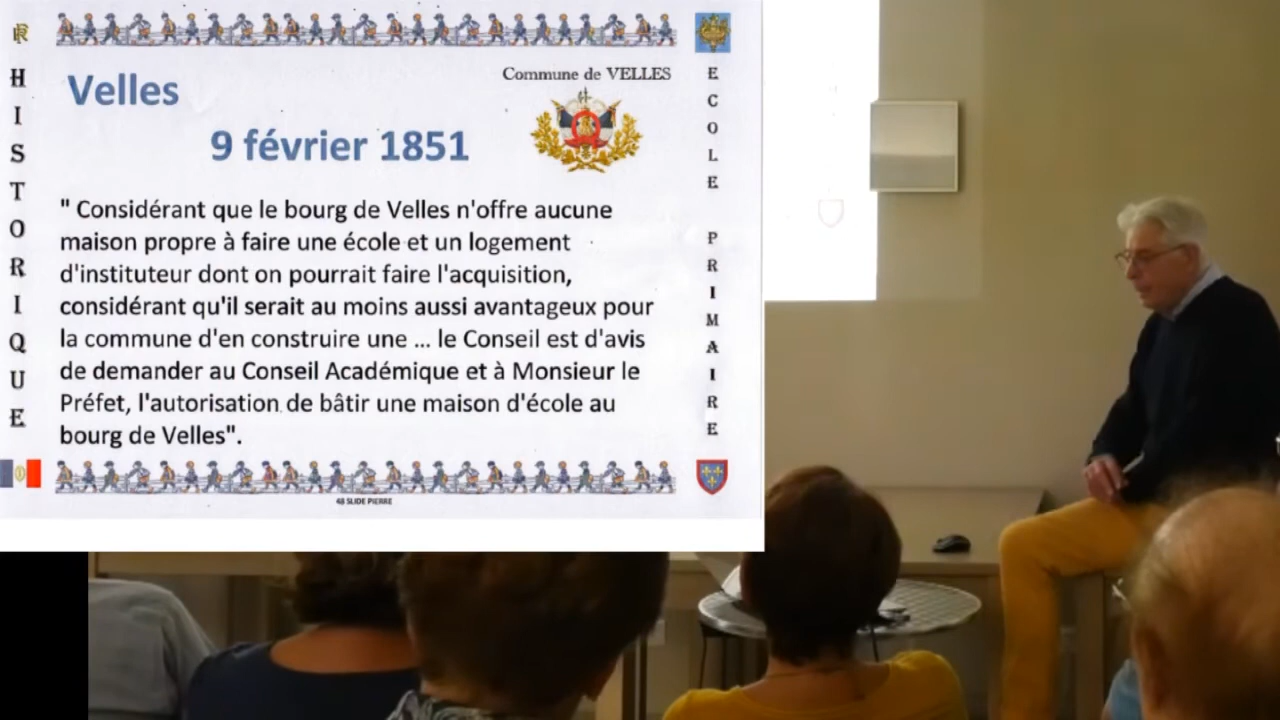 HISTORIQUE
Commune de VELLES
Velles
9 février 1851
" Considérant que le bourg de Velles n'offre aucune
maison propre à faire une école et un logement
d'instituteur dont on pourrait faire l'acquisition,
considérant qu'il serait au moins aussi avantageux pour
la commune d'en construire une ... le Conseil est d'avis
de demander au Conseil Académique et à Monsieur le
Préfet, l'autorisation de bâtir une maison d'école au
bourg de Velles".
48 SLIDE PIERRE
ECOLE PRIMAIRE